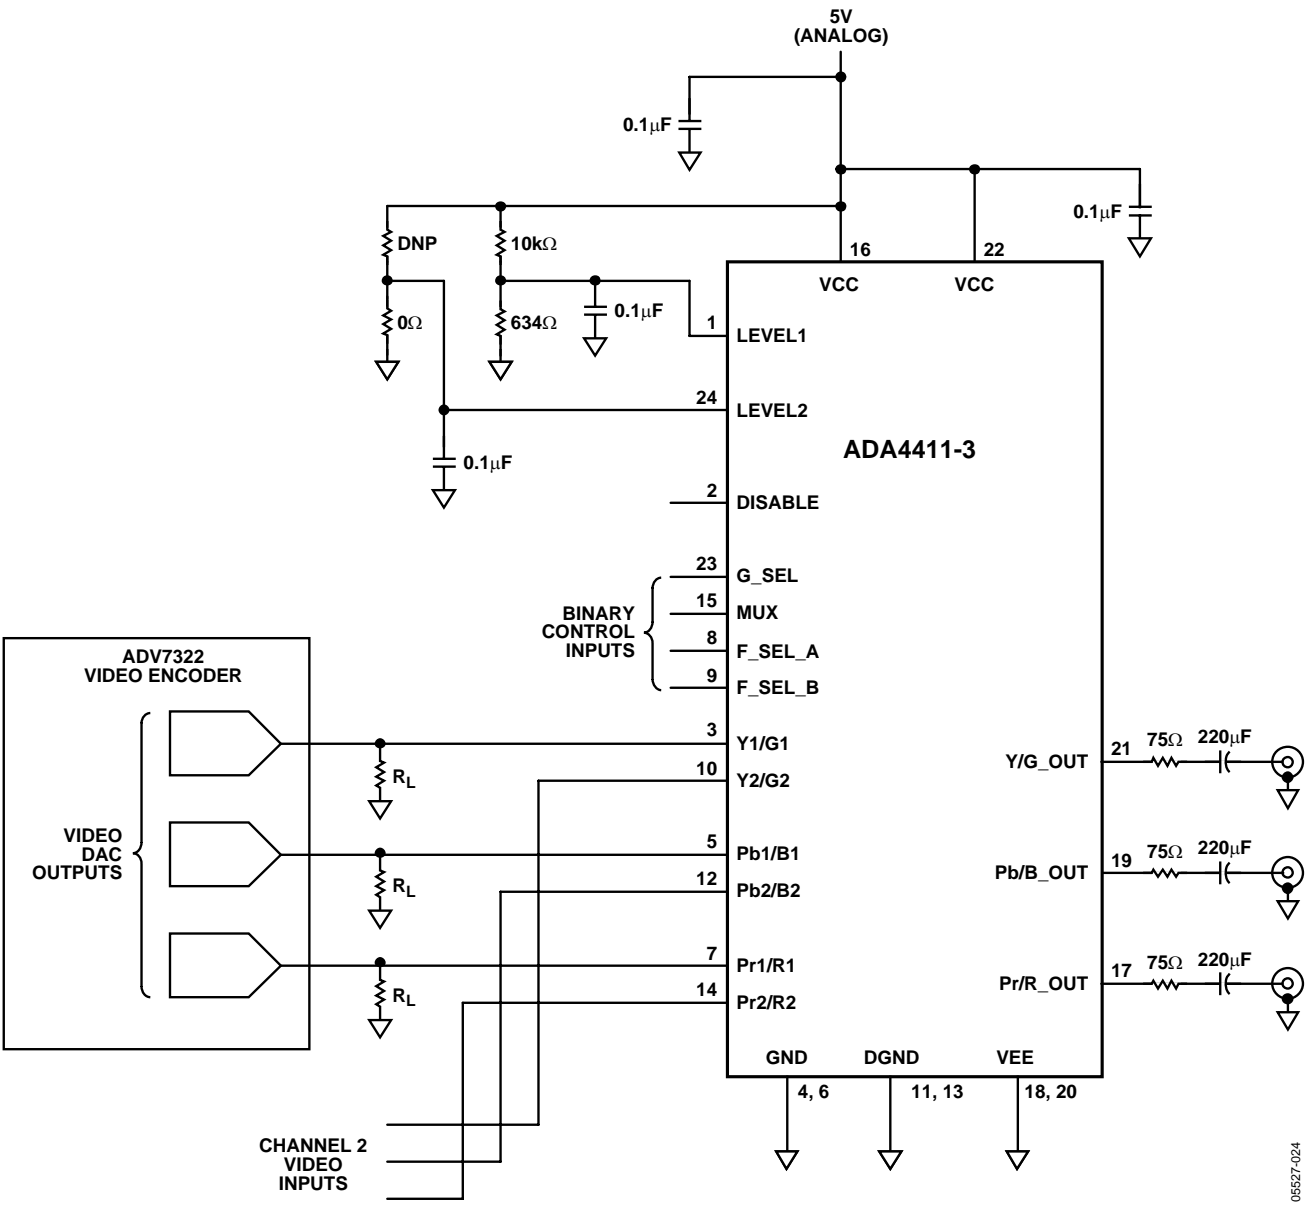 5V
(ANALOG)
0.1μF
0.1μF
DNP
10kΩ
16
22
VCC
VCC
0Ω
634Ω
0.1μF
1
LEVEL1
24
LEVEL2
ADA4411-3
0.1μF
2
DISABLE
23
G_SEL
BINARY
CONTROL
INPUTS
15
MUX
8
F_SEL_A
9
F_SEL_B
ADV7322
VIDEO ENCODER
VIDEO
DAC
OUTPUTS
3
Y1/G1
RL
10
Y2/G2
5
Pb1/B1
RL
12
Pb2/B2
7
Pr1/R1
RL
14
Pr2/R2
Y/G_OUT
21
75Ω
220μF
Pb/B_OUT
19
75Ω
220μF
Pr/R_OUT
17
75Ω
220μF
GND
DGND
VEE
4, 6
11, 13
18, 20
CHANNEL 2
VIDEO
INPUTS
05527-024